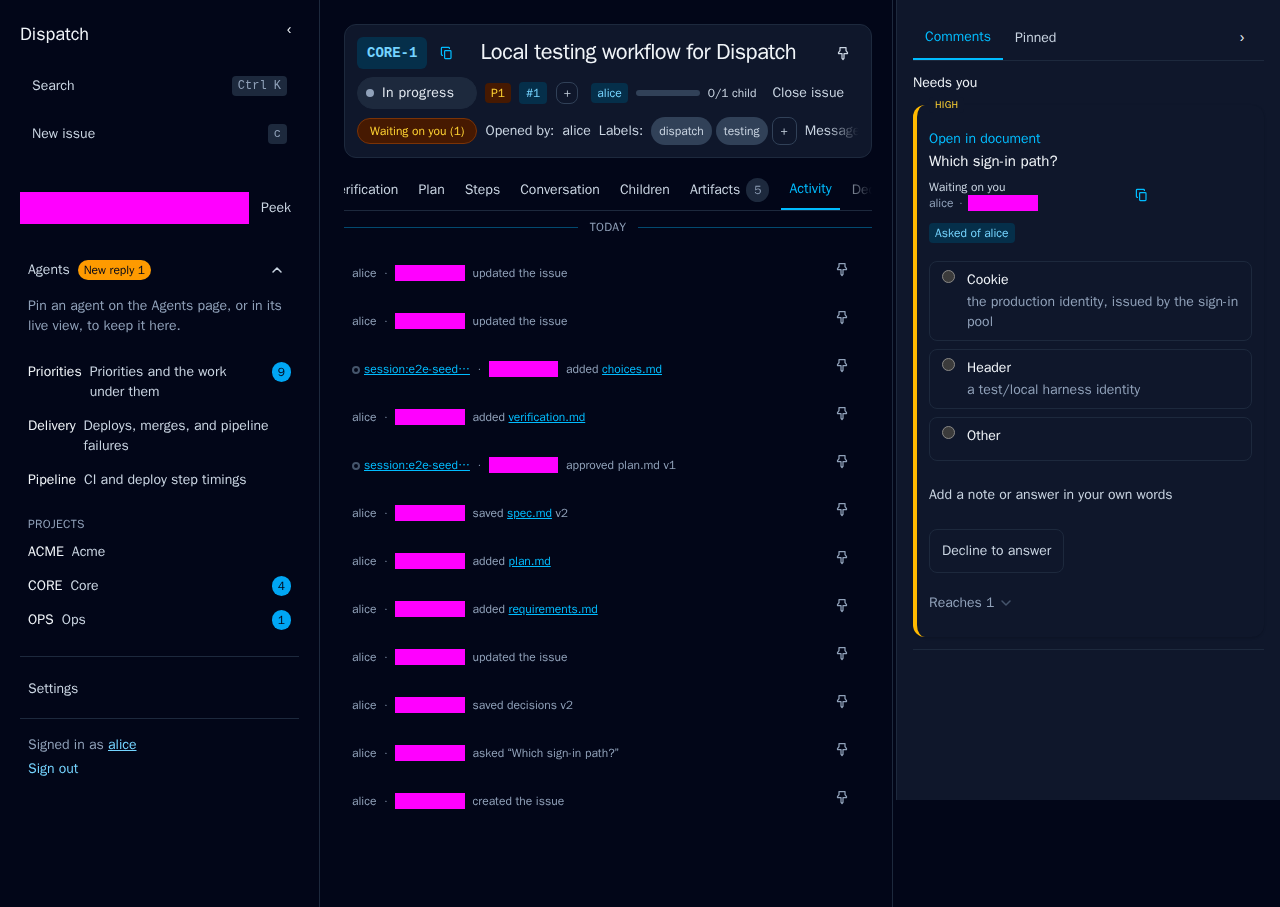 Dispatch
Search Ctrl K
New issue C
Peek
Agents New reply 1
Pin an agent on the Agents page, or in its
live view, to keep it here.
Priorities Priorities and the work
under them 9
Delivery Deploys, merges, and pipeline
failures
Pipeline CI and deploy step timings
PROJECTS
ACME Acme
CORE Core 4
OPS Ops 1
Settings
Signed in as alice
Sign out
CORE-1 Local testing workflow for Dispatch
In progress P1 #1 + alice 0/1 child Close issue
Waiting on you (1) Opened by: alice Labels: dispatch testing + Message
erification Plan Steps Conversation Children Artifacts 5 Activity De
TODAY
alice · updated the issue
alice · updated the issue
session:e2e-seed··· · added choices.md
alice · added verification.md
session:e2e-seed··· · approved plan.md v1
alice · saved spec.md v2
alice · added plan.md
alice · added requirements.md
alice · updated the issue
alice · saved decisions v2
alice · asked “Which sign-in path?”
alice · created the issue
Comments Pinned
Needs you
HIGH
Open in document
Which sign-in path?
Waiting on you
alice ·
Asked of alice
Cookie
the production identity, issued by the sign-in
pool
Header
a test/local harness identity
Other
Add a note or answer in your own words
Decline to answer
Reaches 1